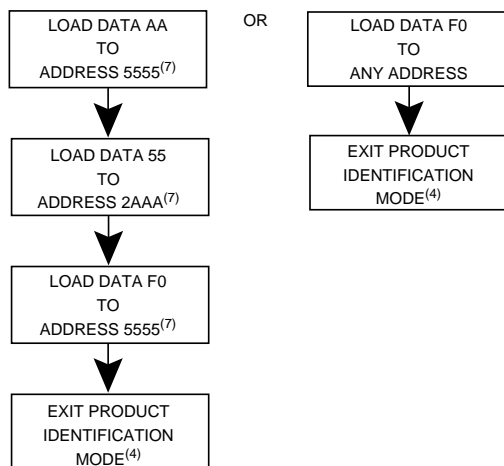 LOAD DATA AA
TO
ADDRESS 5555(7)
LOAD DATA 55
TO
ADDRESS 2AAA(7)
LOAD DATA F0
TO
ADDRESS 5555(7)
EXIT PRODUCT
IDENTIFICATION
MODE(4)
OR
LOAD DATA F0
TO
ANY ADDRESS
EXIT PRODUCT
IDENTIFICATION
MODE(4)